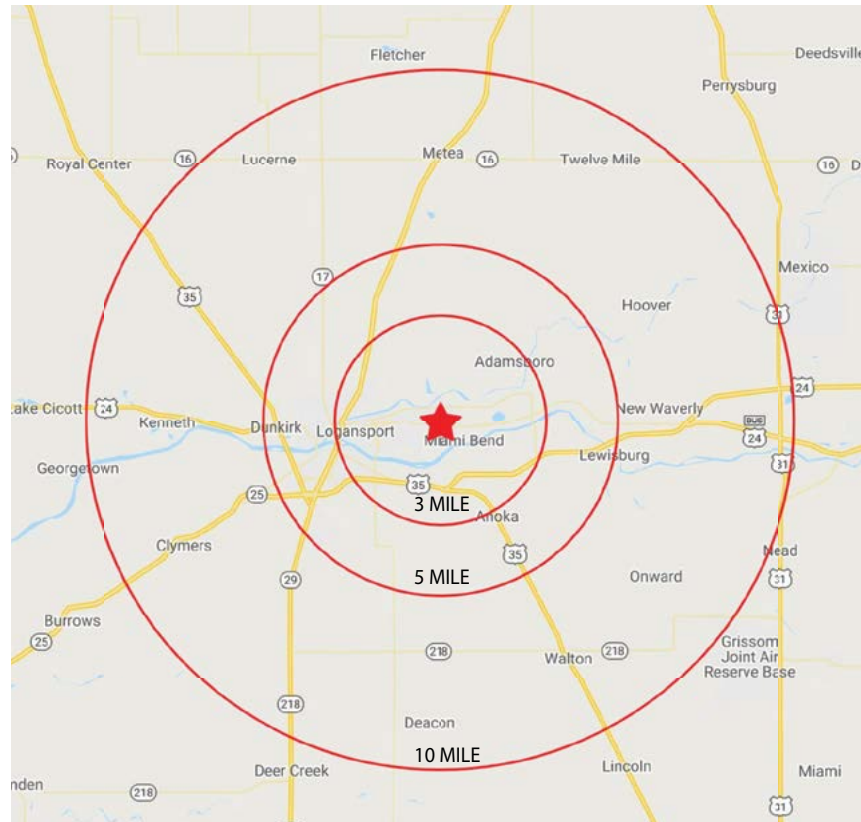 Fletcher
Deedsville
Perrysburg
Royal Center
16
Lucerne
Metea
16
Twelve Mile
16
D
17
Mexico
35
Hoover
31
Adamsboro
24
Lake Cicott
24
Kenneth
Dunkirk
Logansport
New Waverly
BUS
24
Miami Bend
Lewisburg
Georgetown
31
25
35
3 MILE
Anoka
Clymers
35
Nead
29
5 MILE
Onward
31
Burrows
25
218
Walton
218
Grissom
Joint Air
Reserve Base
218
Deacon
10 MILE
Deer Creek
Lincoln
Miami
nden
218
31